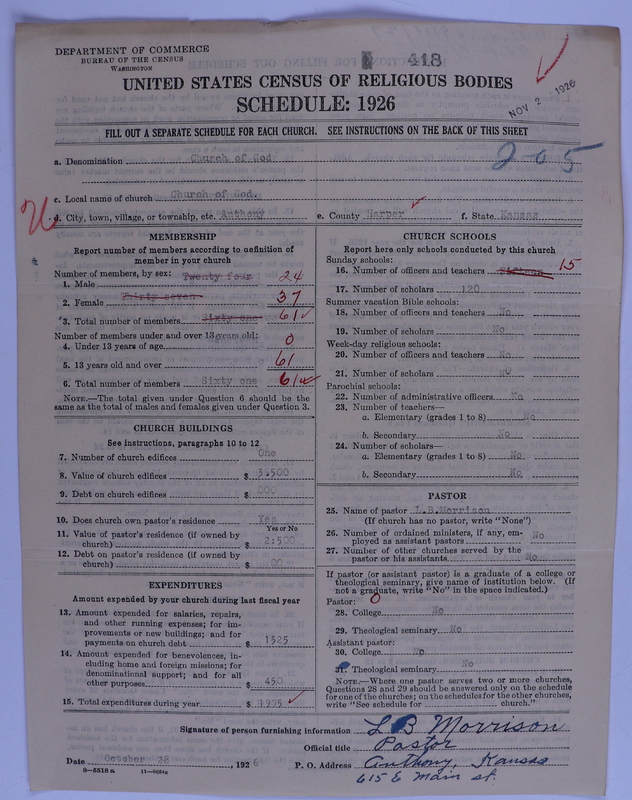 DEPARTMENT OF COMMERCE
BUREAU OF THE CENSUS
WASHINGTON
418
UNITED STATES CENSUS OF RELIGIOUS BODIES
SCHEDULE: 1926
NOV 2 - 1926
FILL OUT A SEPARATE SCHEDULE FOR EACH CHURCH. SEE INSTRUCTIONS ON THE BACK OF THIS SHEET
a. Denomination Church of God
2-05
c. Local name of church Church of God.
d. City, town, village, or township, etc. Anthony e. County Harper f. State Kansas
MEMBERSHIP
Report number of members according to definition of
member in your church
Number of members, by sex: Twenty four
1. Male 24
2. Female Thirty seven 37
3. Total number of members Sixty one 61
Number of members under and over 13 years old:
4. Under 13 years of age 0
5. 13 years old and over 61
6. Total number of members Sixty one 61
NOTE.—The total given under Question 6 should be the
same as the total of males and females given under Question 3.
CHURCH BUILDINGS
See instructions, paragraphs 10 to 12
7. Number of church edifices One
8. Value of church edifices $ 3:500
9. Debt on church edifices $ 000
10. Does church own pastor's residence Yes
Yes or No
11. Value of pastor's residence (if owned by
church) $ 2:500
12. Debt on pastor's residence (if owned by
church) $ 00
EXPENDITURES
Amount expended by your church during last fiscal year
13. Amount expended for salaries, repairs,
and other running expenses; for im-
provements or new buildings; and for
payments on church debt $ 1525
14. Amount expended for benevolences, in-
cluding home and foreign missions; for
denominational support; and for all
other purposes $ 450
15. Total expenditures during year $ 1975
CHURCH SCHOOLS
Report here only schools conducted by this church
Sunday schools:
16. Number of officers and teachers 15
17. Number of scholars 120
Summer vacation Bible schools:
18. Number of officers and teachers No
19. Number of scholars No
Week-day religious schools:
20. Number of officers and teachers No
21. Number of scholars No
Parochial schools:
22. Number of administrative officers No
23. Number of teachers—
a. Elementary (grades 1 to 8) No
b. Secondary No
24. Number of scholars—
a. Elementary (grades 1 to 8) No
b. Secondary No
PASTOR
25. Name of pastor L.B.Morrison
(If church has no pastor, write "None")
26. Number of ordained ministers, if any, em-
ployed as assistant pastors No
27. Number of other churches served by the
pastor or his assistants No
If pastor (or assistant pastor) is a graduate of a college or
theological seminary, give name of institution below. (If
not a graduate, write "No" in the space indicated.)
Pastor: 0
28. College No
29. Theological seminary No
Assistant pastor:
30. College No
31. Theological seminary No
NOTE.—Where one pastor serves two or more churches,
Questions 28 and 29 should be answered only on the schedule
for one of the churches; on the schedules for the other churches,
write "See schedule for church."
Signature of person furnishing information L B Morrison
Official title Pastor
Date October 28, 1926 P. O. Address Anthony, Kansas
8—5518 a 11—9054a 615 E Main st.